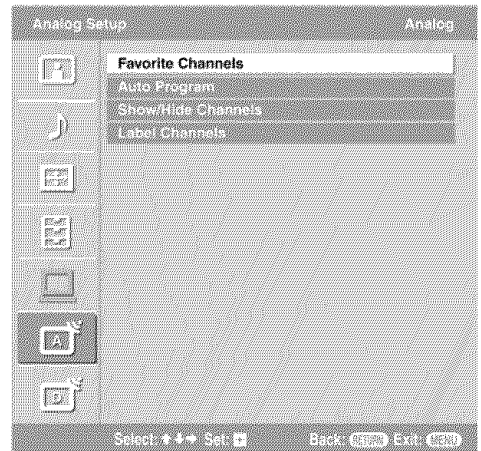 Analog Setup Analog
Favorite Channels
Auto Program
Show/Hide Channels
Label Channels
A
D
Select: ↑ ↓ → Set: + Back: RETURN Exit: MENU